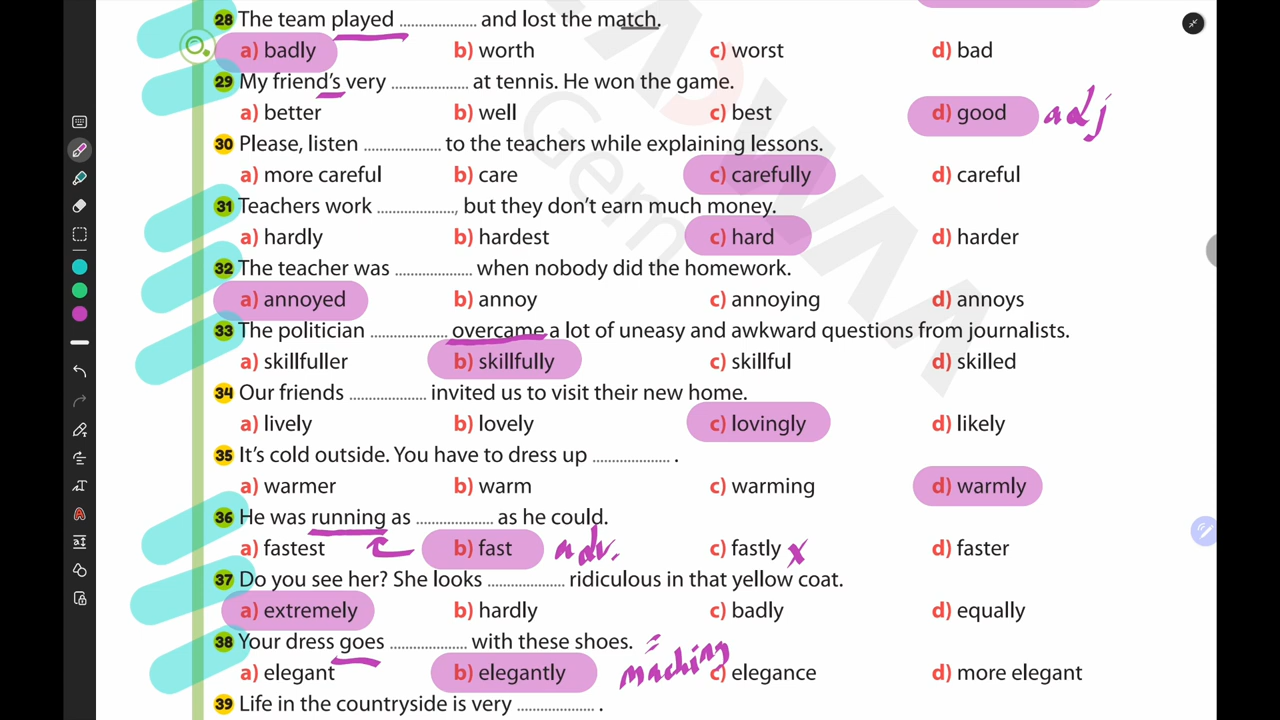 28 The team played ................ and lost the match.
a) badly b) worth c) worst d) bad
29 My friend's very ................ at tennis. He won the game.
a) better b) well c) best d) good adj
30 Please, listen ................ to the teachers while explaining lessons.
a) more careful b) care c) carefully d) careful
31 Teachers work ................, but they don't earn much money.
a) hardly b) hardest c) hard d) harder
32 The teacher was ................ when nobody did the homework.
a) annoyed b) annoy c) annoying d) annoys
33 The politician ................ overcame a lot of uneasy and awkward questions from journalists.
a) skillfuller b) skillfully c) skillful d) skilled
34 Our friends ................ invited us to visit their new home.
a) lively b) lovely c) lovingly d) likely
35 It's cold outside. You have to dress up ................ .
a) warmer b) warm c) warming d) warmly
36 He was running as ................ as he could.
a) fastest b) fast adv. c) fastly x d) faster
37 Do you see her? She looks ................ ridiculous in that yellow coat.
a) extremely b) hardly c) badly d) equally
38 Your dress goes ................ with these shoes. =
a) elegant b) elegantly maching c) elegance d) more elegant
39 Life in the countryside is very ................ .